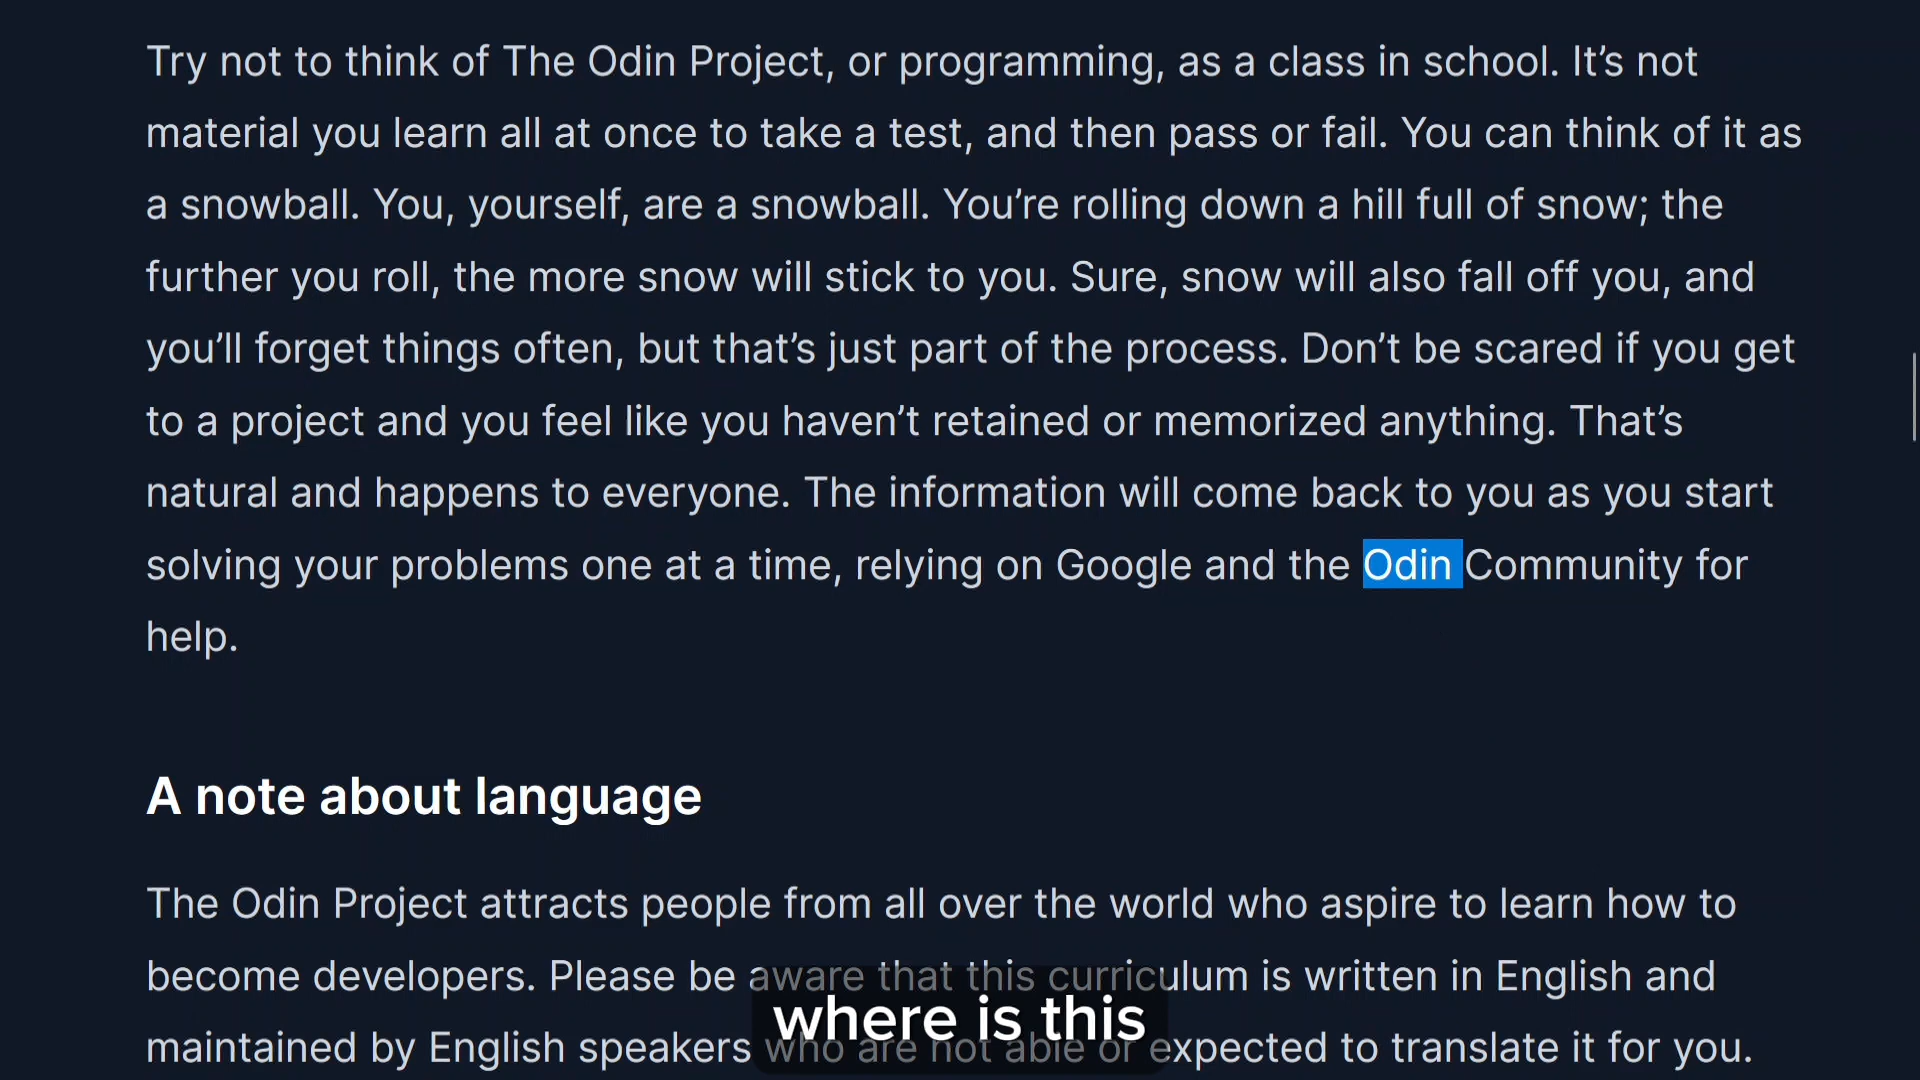 Try not to think of The Odin Project, or programming, as a class in school. It’s not
material you learn all at once to take a test, and then pass or fail. You can think of it as
a snowball. You, yourself, are a snowball. You’re rolling down a hill full of snow; the
further you roll, the more snow will stick to you. Sure, snow will also fall off you, and
you’ll forget things often, but that’s just part of the process. Don’t be scared if you get
to a project and you feel like you haven’t retained or memorized anything. That’s
natural and happens to everyone. The information will come back to you as you start
solving your problems one at a time, relying on Google and the Odin Community for
help.
A note about language
The Odin Project attracts people from all over the world who aspire to learn how to
become developers. Please be aware that this curriculum is written in English and
where is this
maintained by English speakers who are not able or expected to translate it for you.